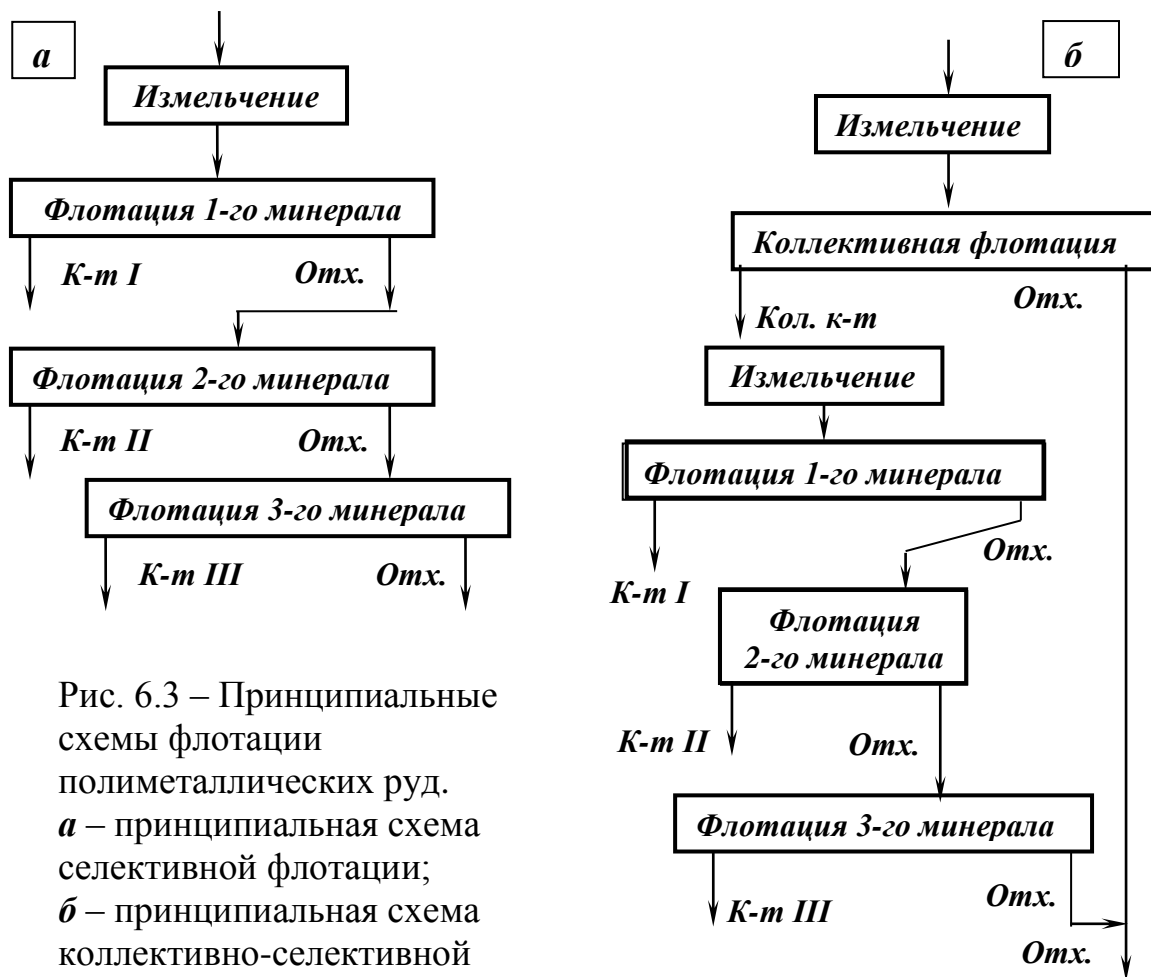 а
Измельчение
Флотация 1-го минерала
К-т I
Отх.
Флотация 2-го минерала
К-т II
Отх.
Флотация 3-го минерала
К-т III
Отх.
Рис. 6.3 – Принципиальные
схемы флотации
полиметаллических руд.
а – принципиальная схема
селективной флотации;
б – принципиальная схема
коллективно-селективной
б
Измельчение
Коллективная флотация
Отх.
Кол. к-т
Измельчение
Флотация 1-го минерала
Отх.
К-т I
Флотация
2-го минерала
К-т II
Отх.
Флотация 3-го минерала
К-т III
Отх.
Отх.